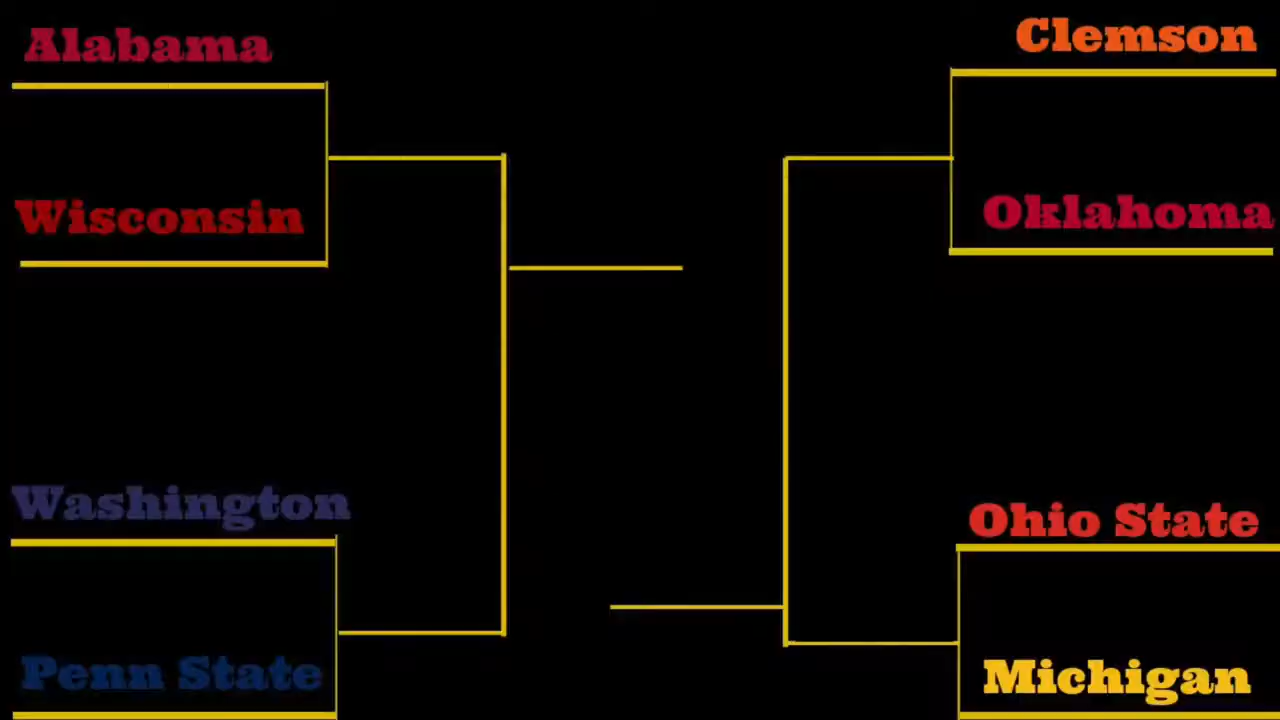 Alabama
Wisconsin
Washington
Penn State
Clemson
Oklahoma
Ohio State
Michigan